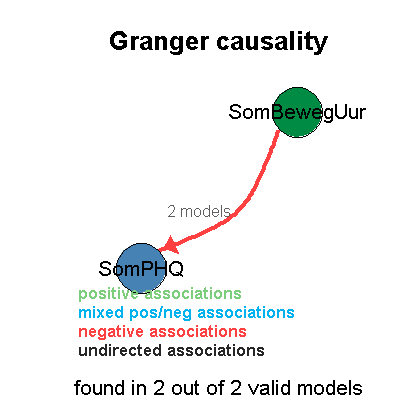 Granger causality
SomBewegUur
2 models
SomPHQ
positive associations
mixed pos/neg associations
negative associations
undirected associations
found in 2 out of 2 valid models